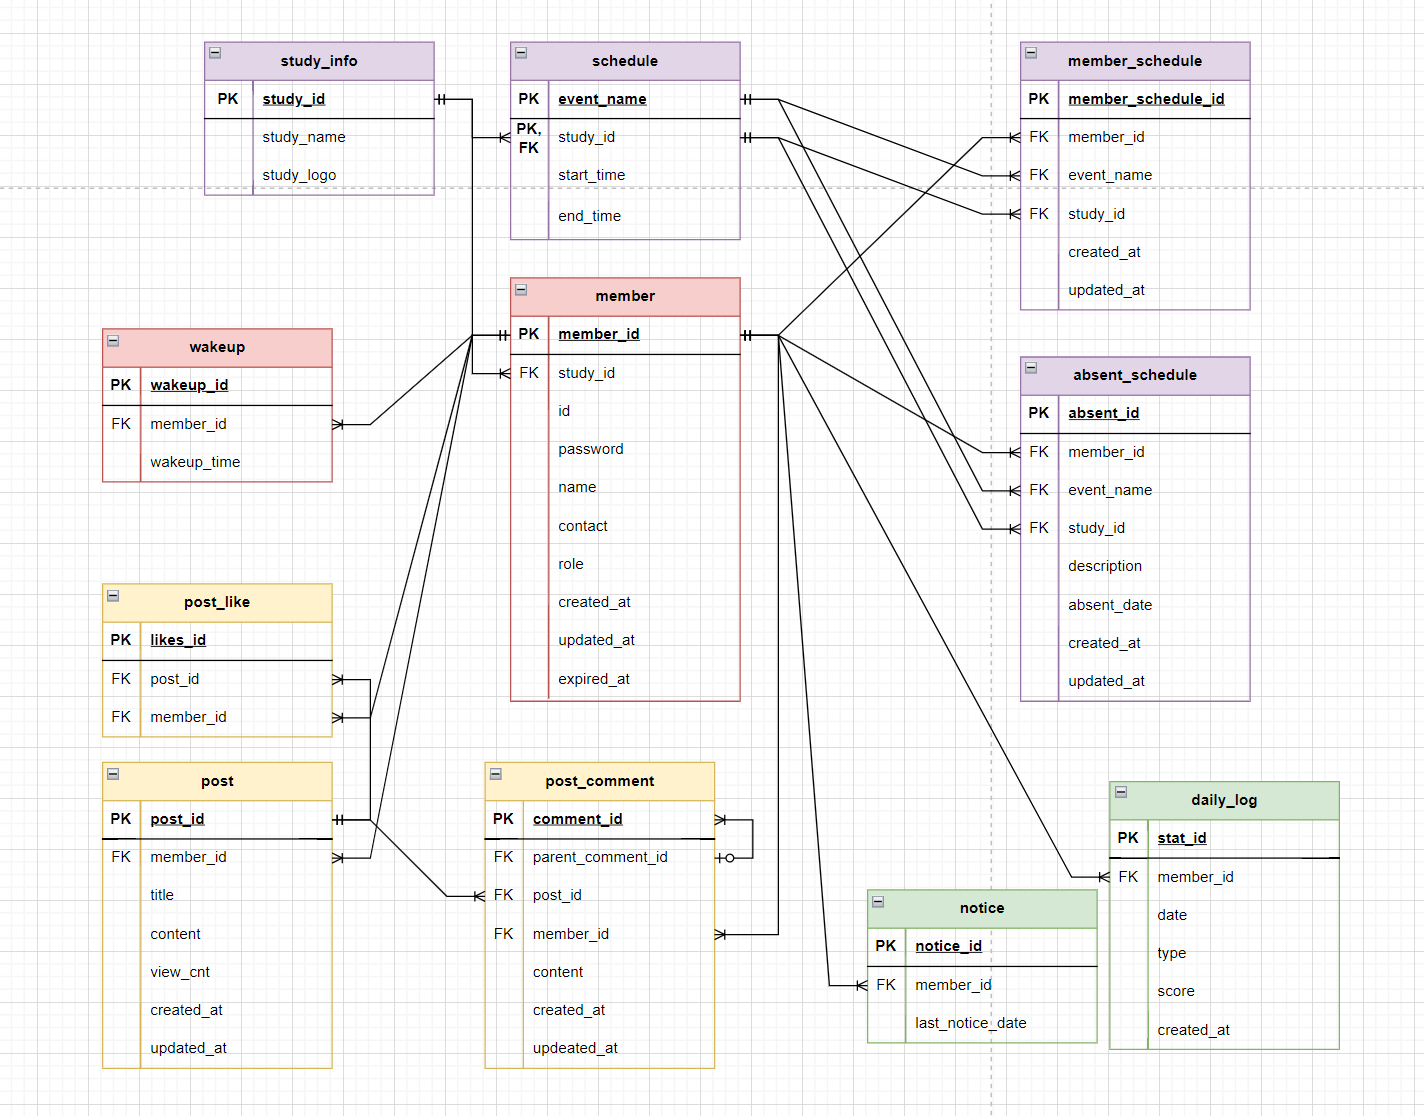 study_info
PK study_id
study_name
study_logo
schedule
PK event_name
PK, FK study_id
start_time
end_time
member_schedule
PK member_schedule_id
FK member_id
FK event_name
FK study_id
created_at
updated_at
member
PK member_id
FK study_id
id
password
name
contact
role
created_at
updated_at
expired_at
wakeup
PK wakeup_id
FK member_id
wakeup_time
absent_schedule
PK absent_id
FK member_id
FK event_name
FK study_id
description
absent_date
created_at
updated_at
post_like
PK likes_id
FK post_id
FK member_id
post
PK post_id
FK member_id
title
content
view_cnt
created_at
updated_at
post_comment
PK comment_id
FK parent_comment_id
FK post_id
FK member_id
content
created_at
updeated_at
notice
PK notice_id
FK member_id
last_notice_date
daily_log
PK stat_id
FK member_id
date
type
score
created_at